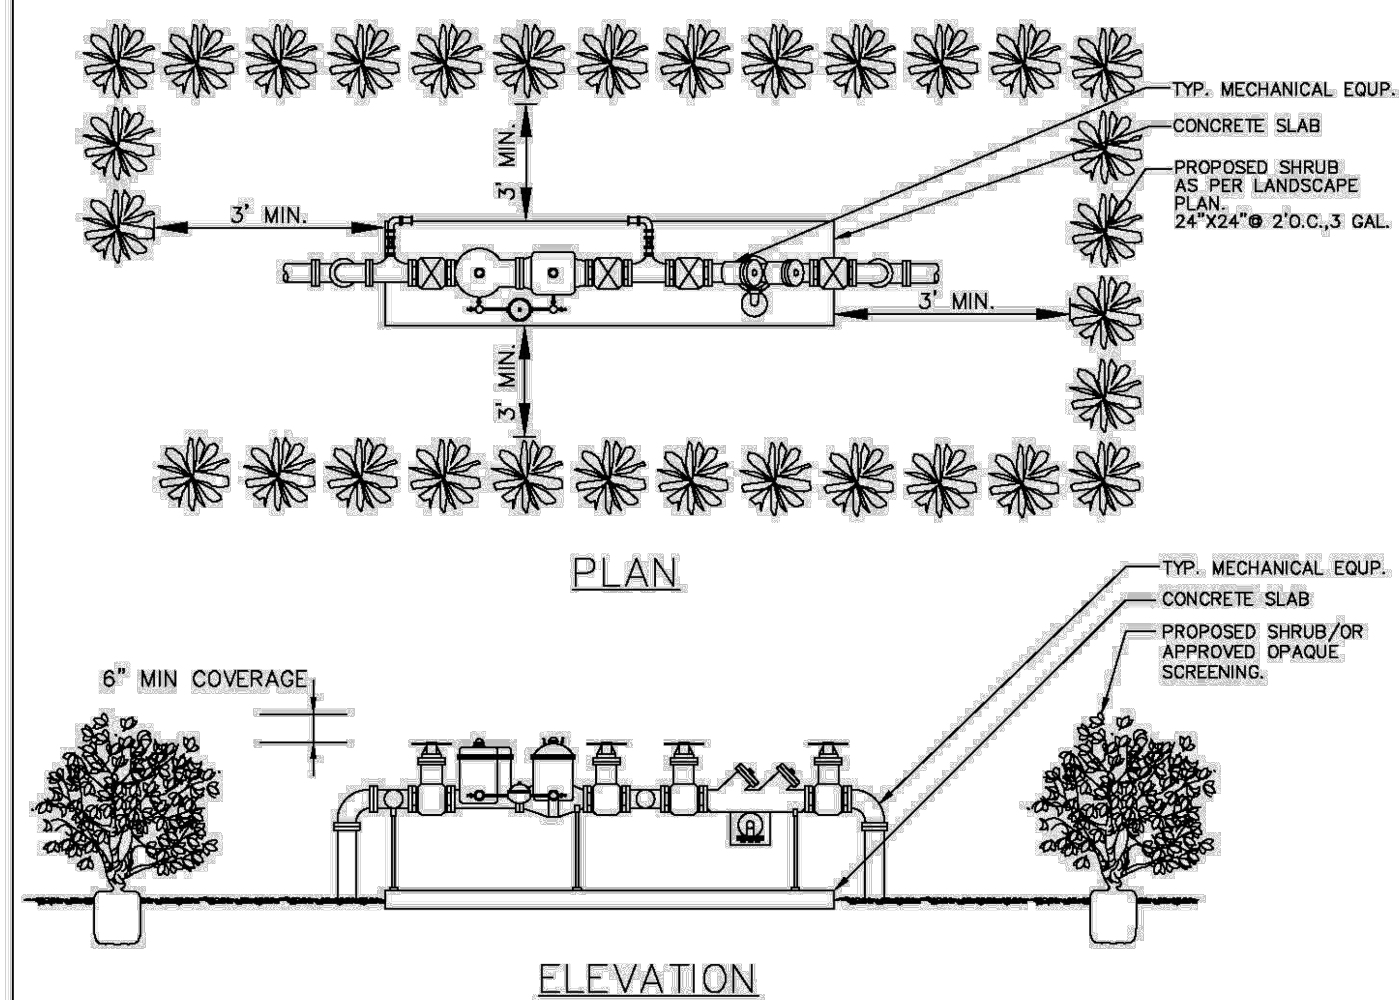 TYP. MECHANICAL EQUP.
CONCRETE SLAB
PROPOSED SHRUB
AS PER LANDSCAPE
PLAN.
24"X24"@ 2'O.C.,3 GAL.
3' MIN.
3' MIN.
3' MIN.
3' MIN.
PLAN
TYP. MECHANICAL EQUP.
CONCRETE SLAB
PROPOSED SHRUB/OR
APPROVED OPAQUE
SCREENING.
6" MIN COVERAGE
ELEVATION